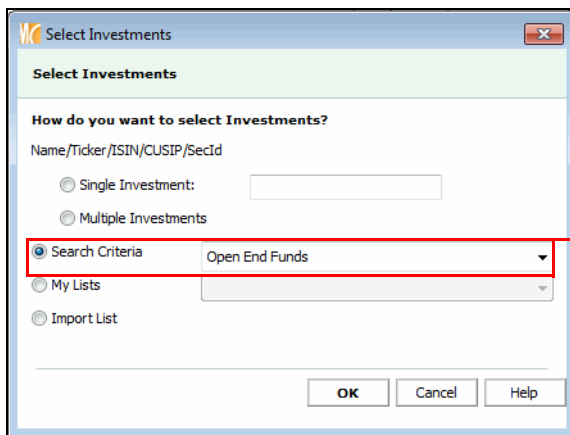 Select Investments
Select Investments
How do you want to select Investments?
Name/Ticker/ISIN/CUSIP/SecId
Single Investment:
Multiple Investments
Search Criteria Open End Funds
My Lists
Import List
OK Cancel Help